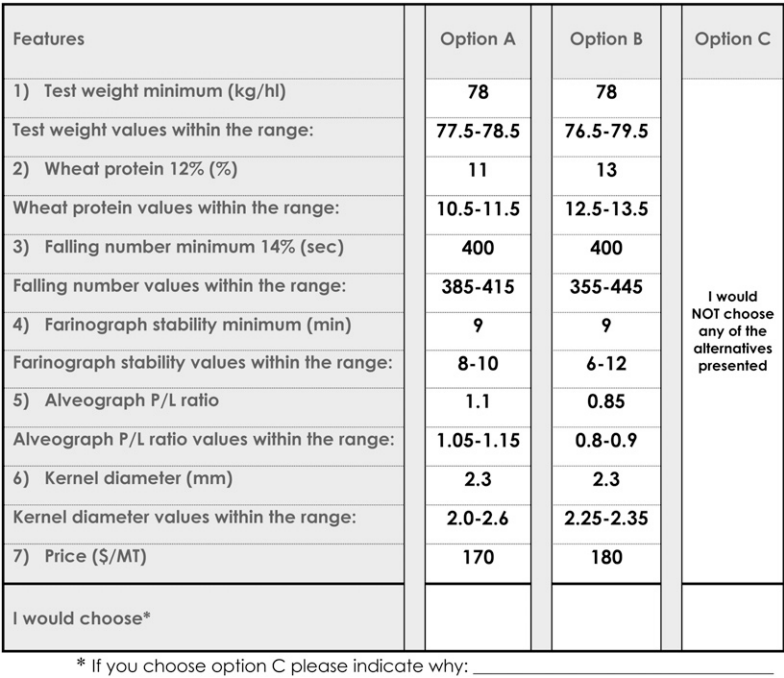 Features Option A Option B Option C
1) Test weight minimum (kg/hl) 78 78
Test weight values within the range: 77.5-78.5 76.5-79.5
2) Wheat protein 12% (%) 11 13
Wheat protein values within the range: 10.5-11.5 12.5-13.5
3) Falling number minimum 14% (sec) 400 400
Falling number values within the range: 385-415 355-445
4) Farinograph stability minimum (min) 9 9
Farinograph stability values within the range: 8-10 6-12
5) Alveograph P/L ratio 1.1 0.85
Alveograph P/L ratio values within the range: 1.05-1.15 0.8-0.9
6) Kernel diameter (mm) 2.3 2.3
Kernel diameter values within the range: 2.0-2.6 2.25-2.35
7) Price ($/MT) 170 180
I would
NOT choose
any of the
alternatives
presented
I would choose*
* If you choose option C please indicate why: ____________________